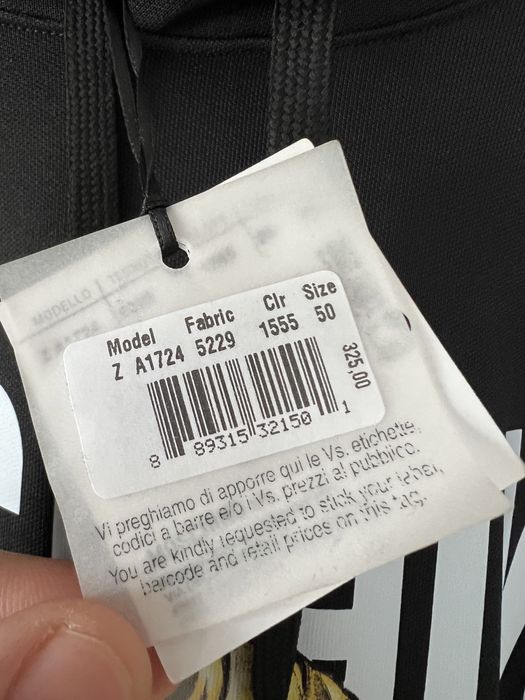 MODELLO
Model Fabric Clr Size
Z A1724 5229 1555 50
325,00
8 89315 32150 1
Vi preghiamo di apporre qui le Vs. etichette,
codici a barre e/o i Vs. prezzi al pubblico.
You are kindly requested to stick your label,
barcode and retail prices on this tag.